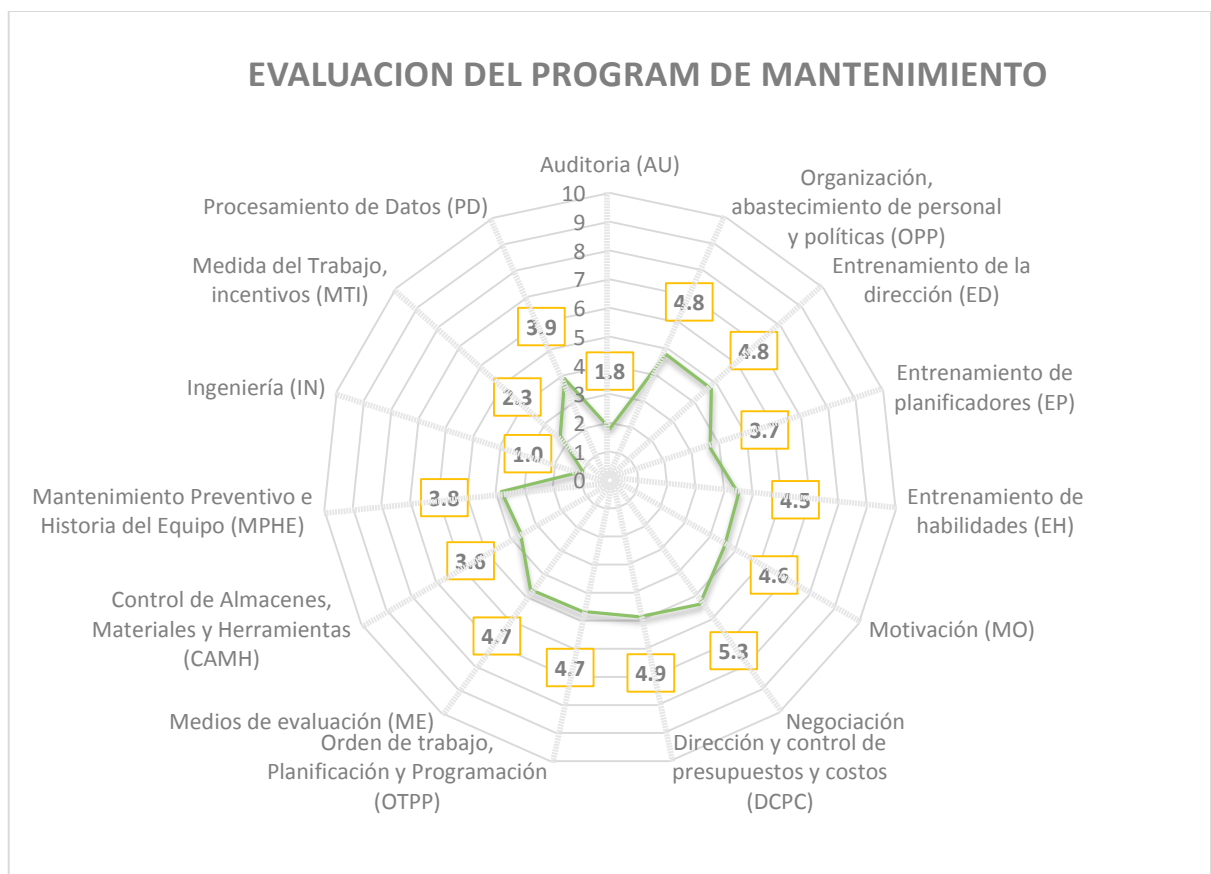 EVALUACION DEL PROGRAM DE MANTENIMIENTO
Auditoria (AU)
Organización,
abastecimiento de personal
y políticas (OPP)
Entrenamiento de la
dirección (ED)
Entrenamiento de
planificadores (EP)
Entrenamiento de
habilidades (EH)
Motivación (MO)
Negociación
Dirección y control de
presupuestos y costos
(DCPC)
Orden de trabajo,
Planificación y Programación
(OTPP)
Medios de evaluación (ME)
Control de Almacenes,
Materiales y Herramientas
(CAMH)
Mantenimiento Preventivo e
Historia del Equipo (MPHE)
Ingeniería (IN)
Medida del Trabajo,
incentivos (MTI)
Procesamiento de Datos (PD)
10
9
8
7
6
5
4
3
2
1
0
1.8
4.8
4.8
3.7
4.5
4.6
5.3
4.9
4.7
4.7
3.6
3.8
1.0
2.3
3.9